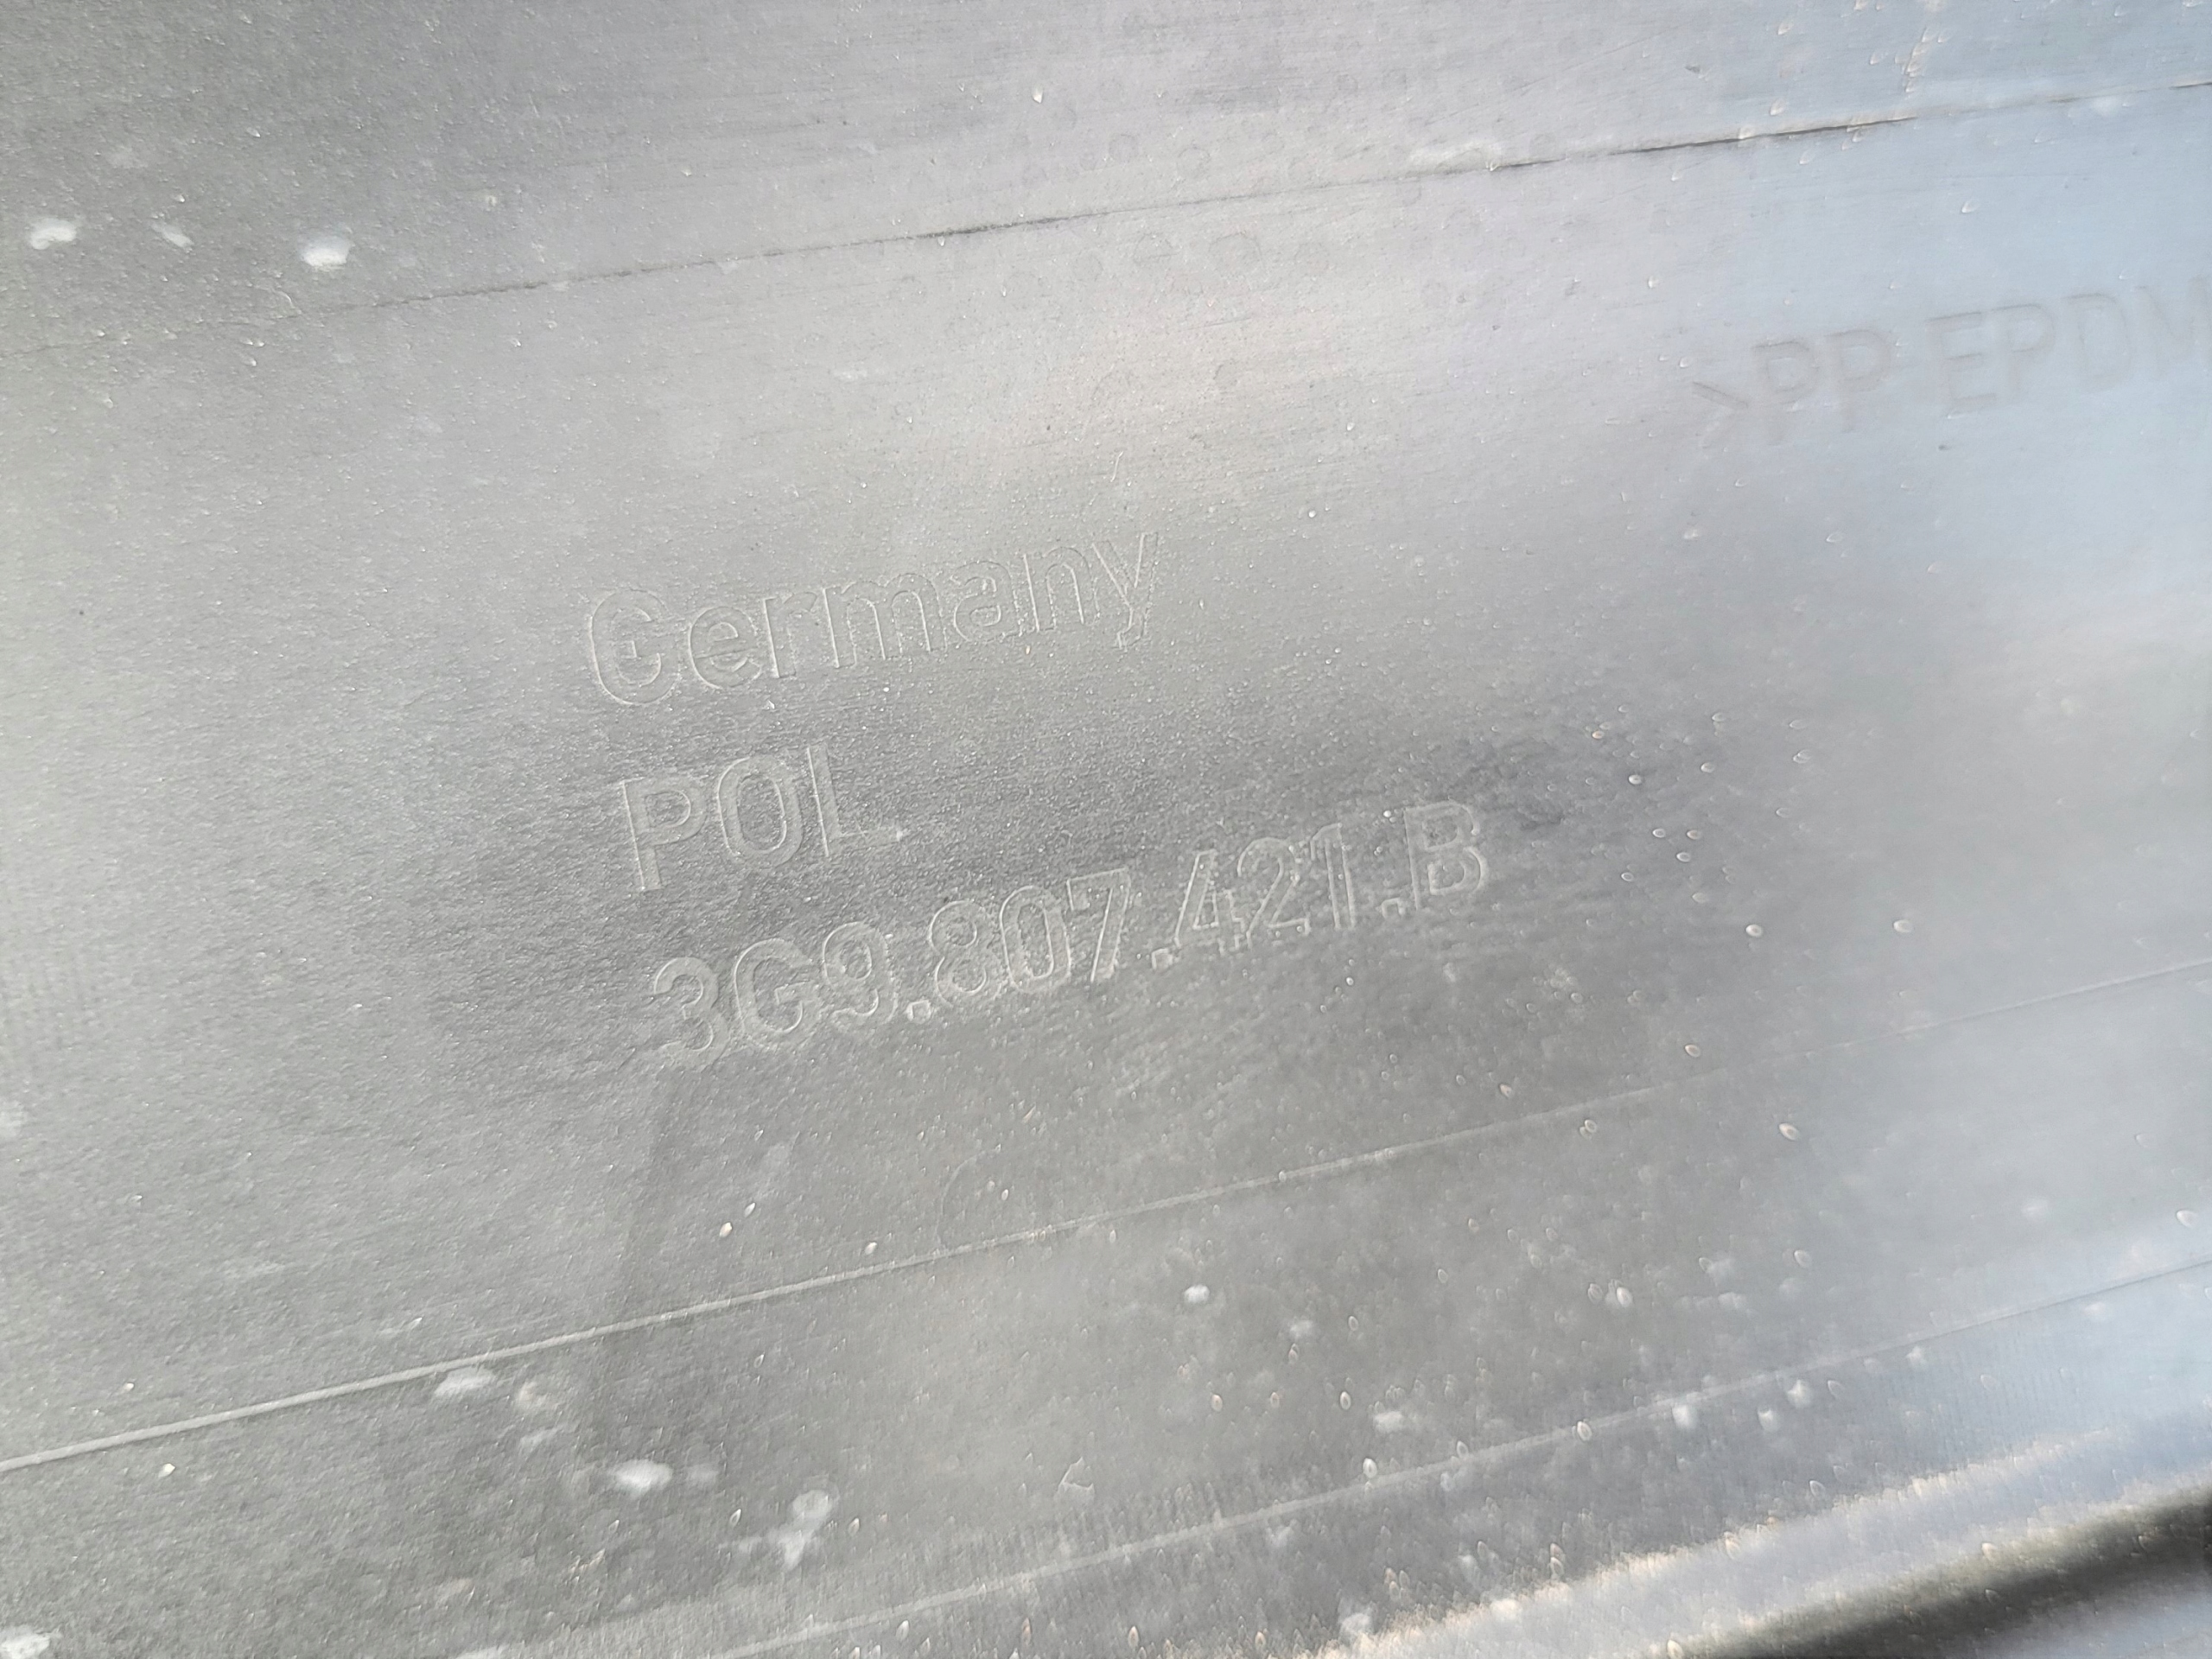 >PP EPDM
Germany
POL
3G9.807.421.B